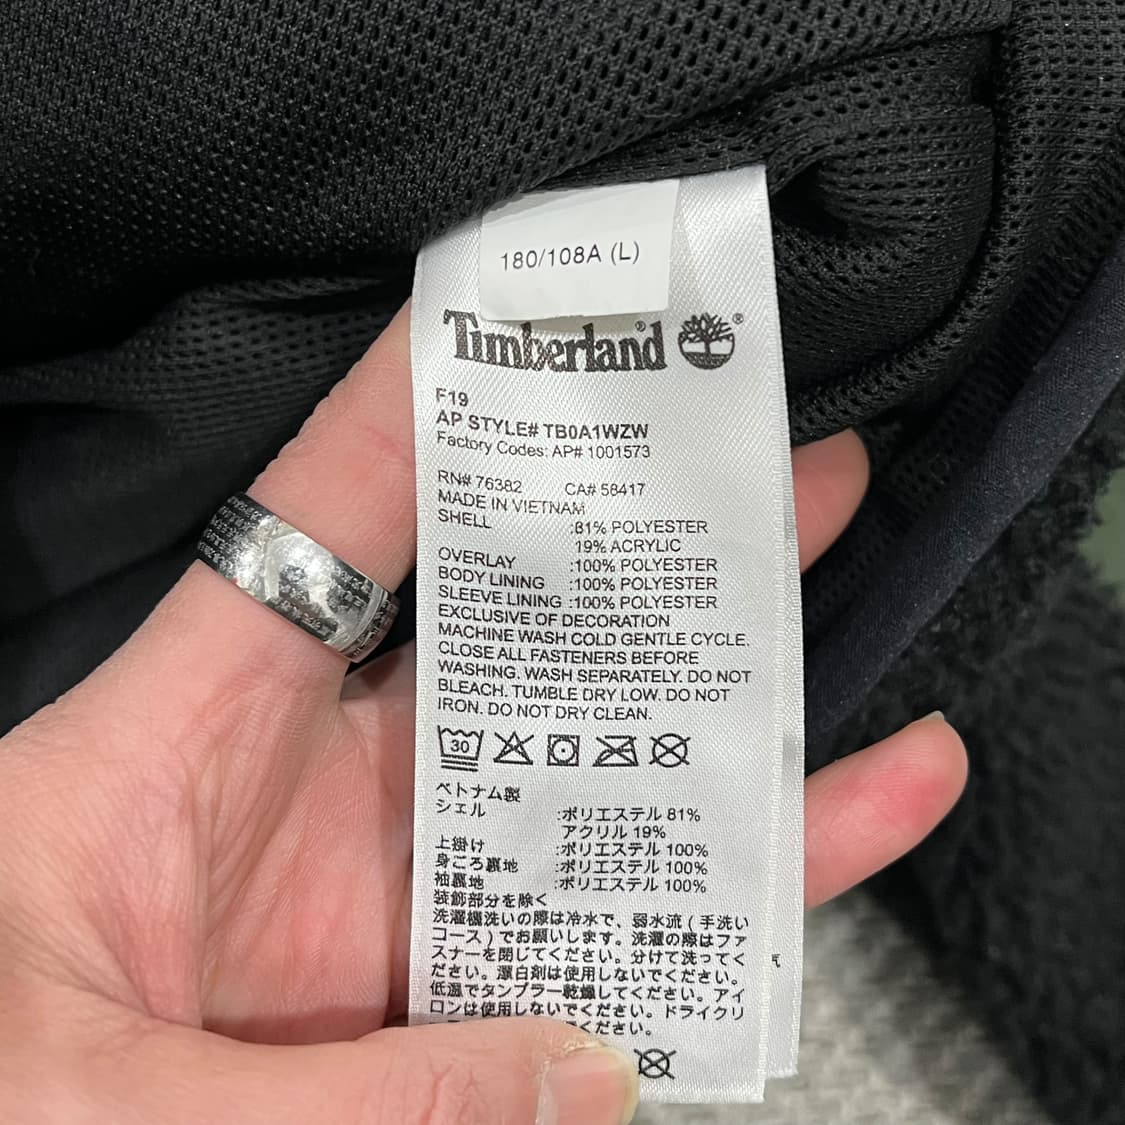 180/108A (L)
Timberland®
®
F19
AP STYLE# TB0A1WZW
Factory Codes: AP# 1001573
RN# 76382 CA# 58417
MADE IN VIETNAM
SHELL :81% POLYESTER
19% ACRYLIC
OVERLAY :100% POLYESTER
BODY LINING :100% POLYESTER
SLEEVE LINING :100% POLYESTER
EXCLUSIVE OF DECORATION
MACHINE WASH COLD GENTLE CYCLE.
CLOSE ALL FASTENERS BEFORE
WASHING. WASH SEPARATELY. DO NOT
BLEACH. TUMBLE DRY LOW. DO NOT
IRON. DO NOT DRY CLEAN.
30
ベトナム製
シェル :ポリエステル 81%
アクリル 19%
上掛け :ポリエステル 100%
身ごろ裏地 :ポリエステル 100%
袖裏地 :ポリエステル 100%
装飾部分を除く
洗濯機洗いの際は冷水で、弱水流(手洗い
コース)でお願いします。洗濯の際はファ
スナーを閉じてください。分けて洗ってく
ださい。漂白剤は使用しないでください。
低温でタンブラー乾燥してください。アイ
ロンは使用しないでください。ドライクリ
ください。